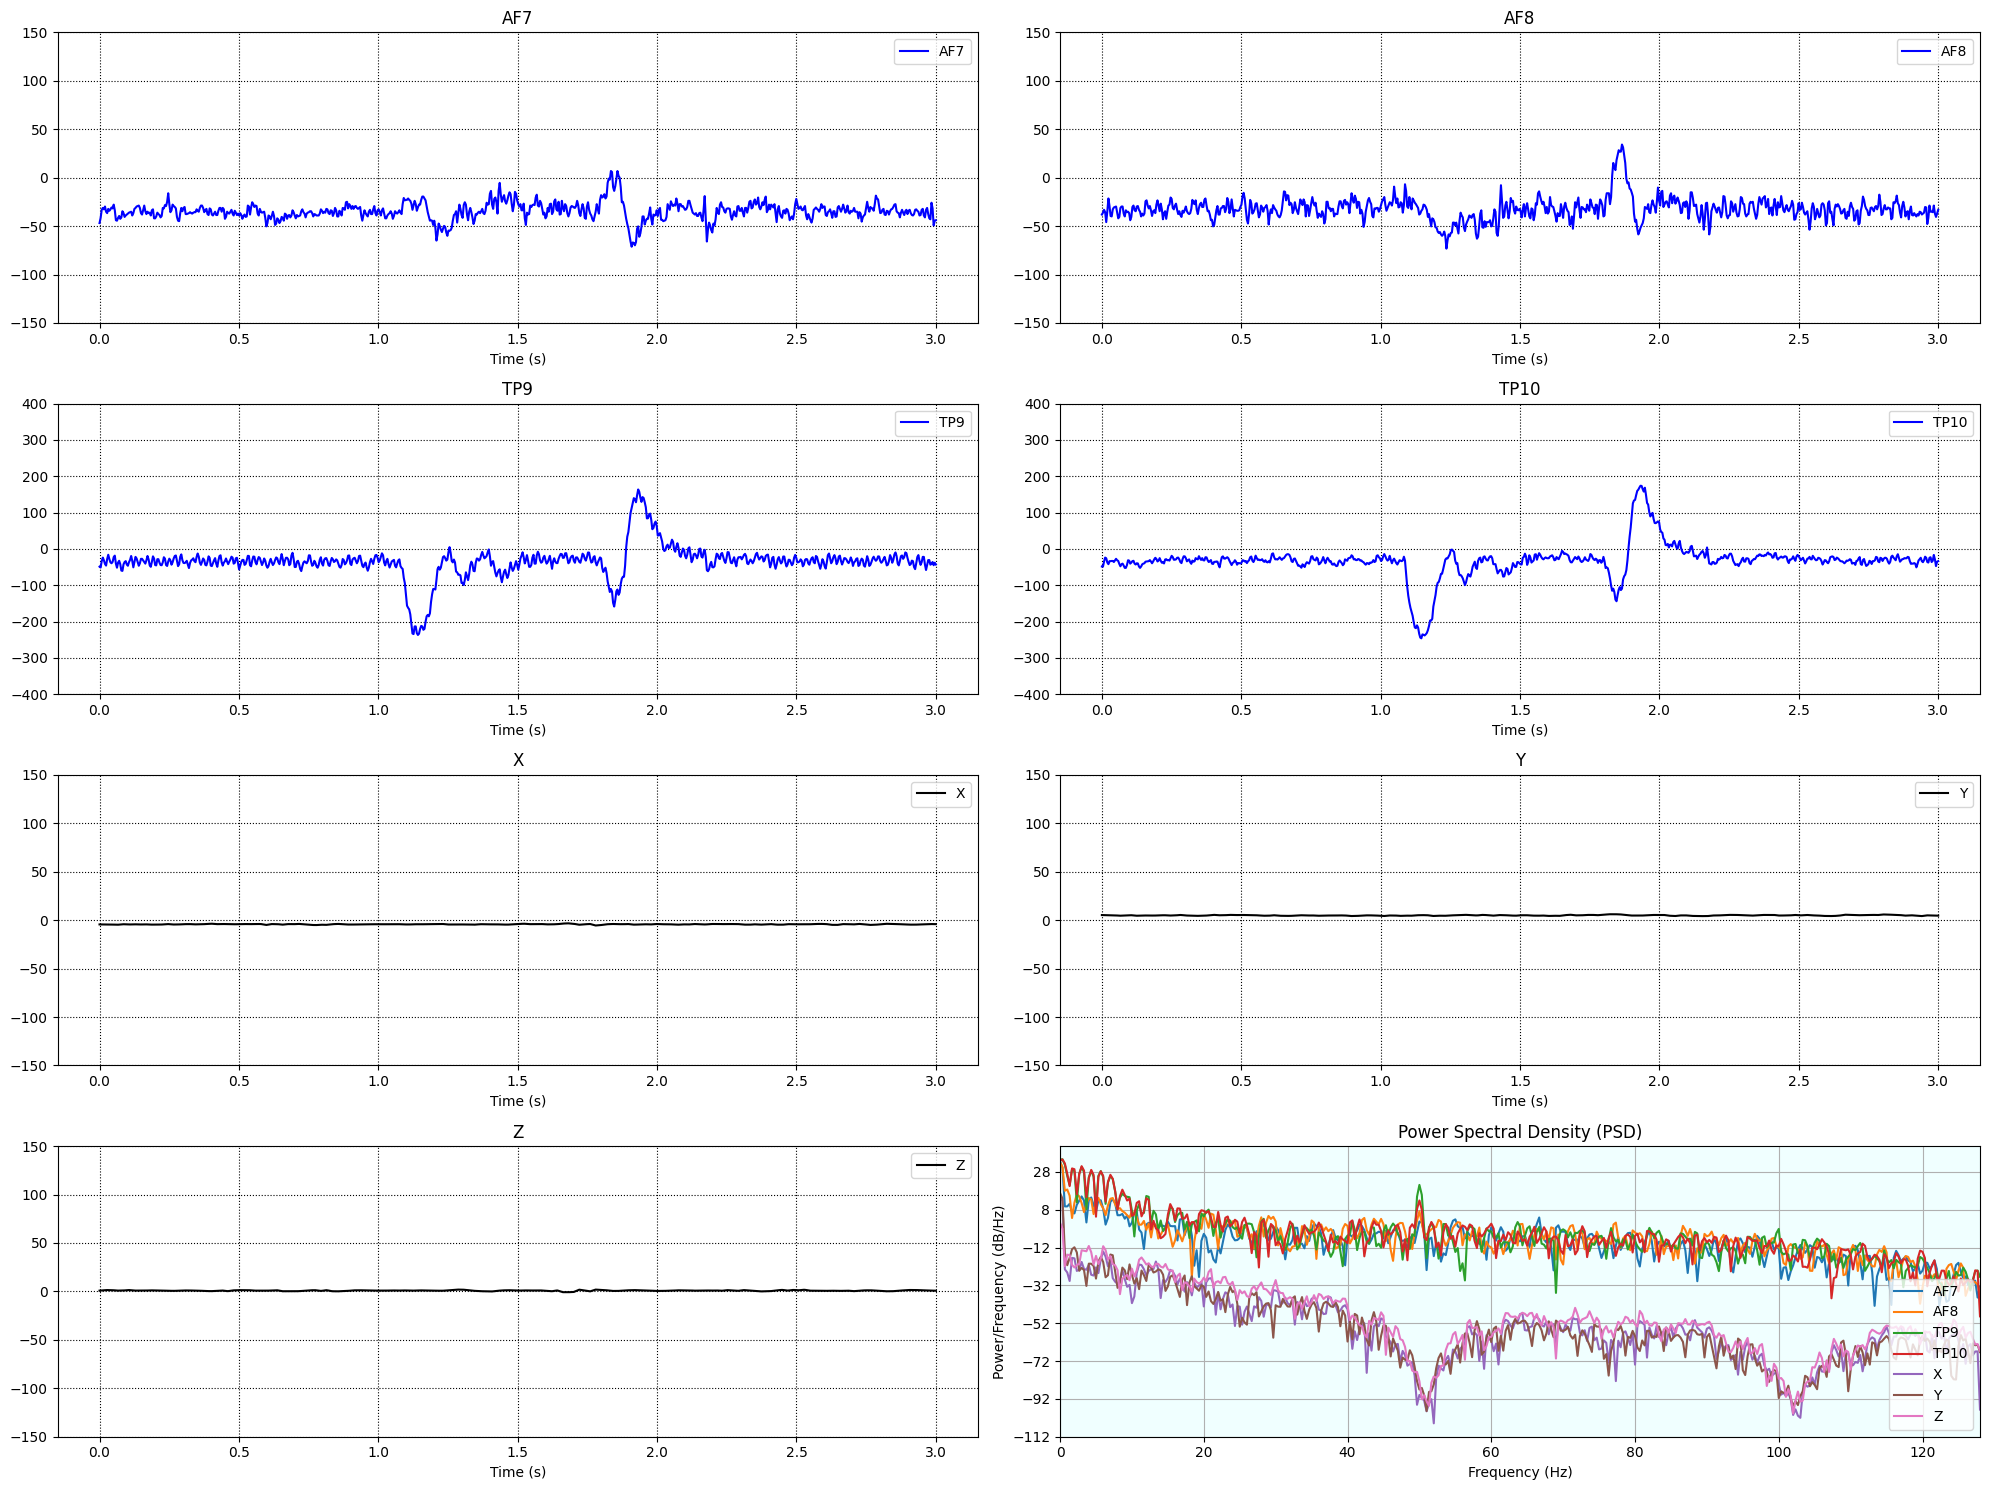 AF7
150
100
50
0
−50
−100
−150
AF7
0.0 0.5 1.0 1.5 2.0 2.5 3.0
Time (s)
AF8
150
100
50
0
−50
−100
−150
AF8
0.0 0.5 1.0 1.5 2.0 2.5 3.0
Time (s)
TP9
400
300
200
100
0
−100
−200
−300
−400
TP9
0.0 0.5 1.0 1.5 2.0 2.5 3.0
Time (s)
TP10
400
300
200
100
0
−100
−200
−300
−400
TP10
0.0 0.5 1.0 1.5 2.0 2.5 3.0
Time (s)
X
150
100
50
0
−50
−100
−150
X
0.0 0.5 1.0 1.5 2.0 2.5 3.0
Time (s)
Y
150
100
50
0
−50
−100
−150
Y
0.0 0.5 1.0 1.5 2.0 2.5 3.0
Time (s)
Z
150
100
50
0
−50
−100
−150
Z
0.0 0.5 1.0 1.5 2.0 2.5 3.0
Time (s)
Power Spectral Density (PSD)
Power/Frequency (dB/Hz)
28
8
−12
−32
−52
−72
−92
−112
AF7
AF8
TP9
TP10
X
Y
Z
0 20 40 60 80 100 120
Frequency (Hz)